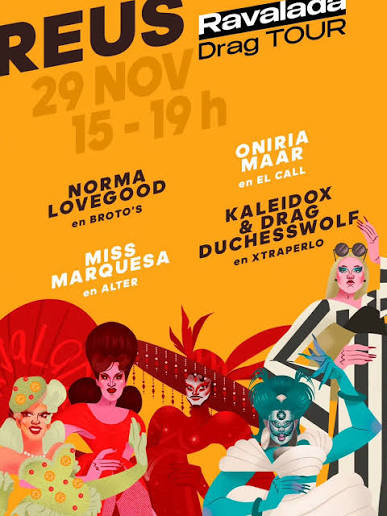 REUS
Ravalada
Drag TOUR
29 NOV
15 - 19 h
ONIRIA
MAAR
en EL CALL
NORMA
LOVEGOOD
en BROTO'S
KALEIDOX
& DRAG
DUCHESSWOLF
en XTRAPERLO
MISS
MARQUESA
en ALTER